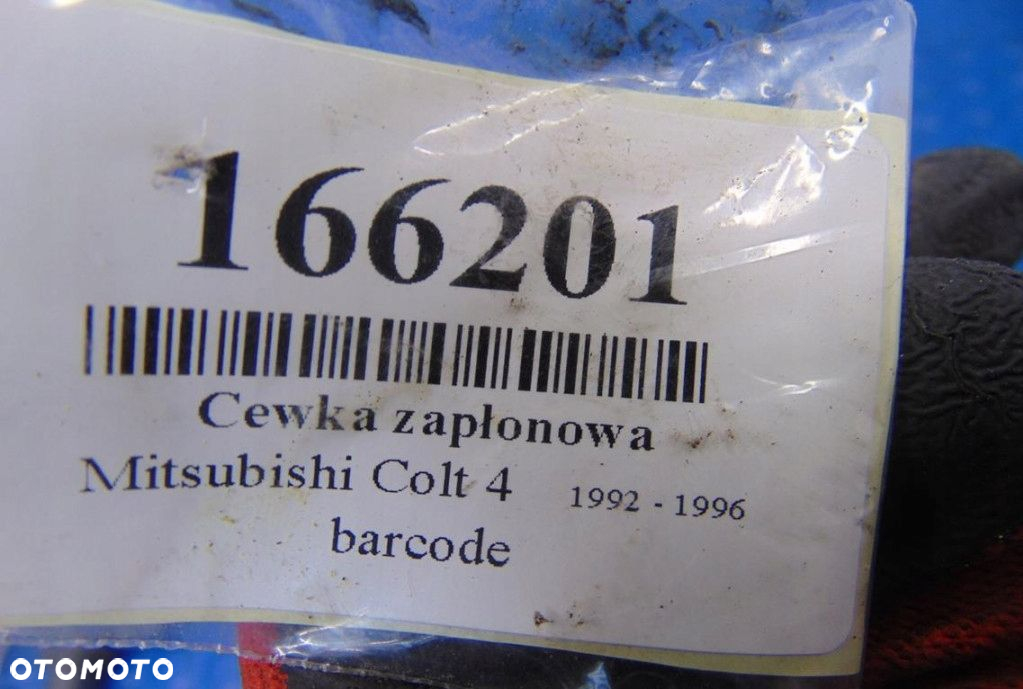 166201
Cewka zapłonowa
Mitsubishi Colt 4 1992 - 1996
barcode
OTOMOTO